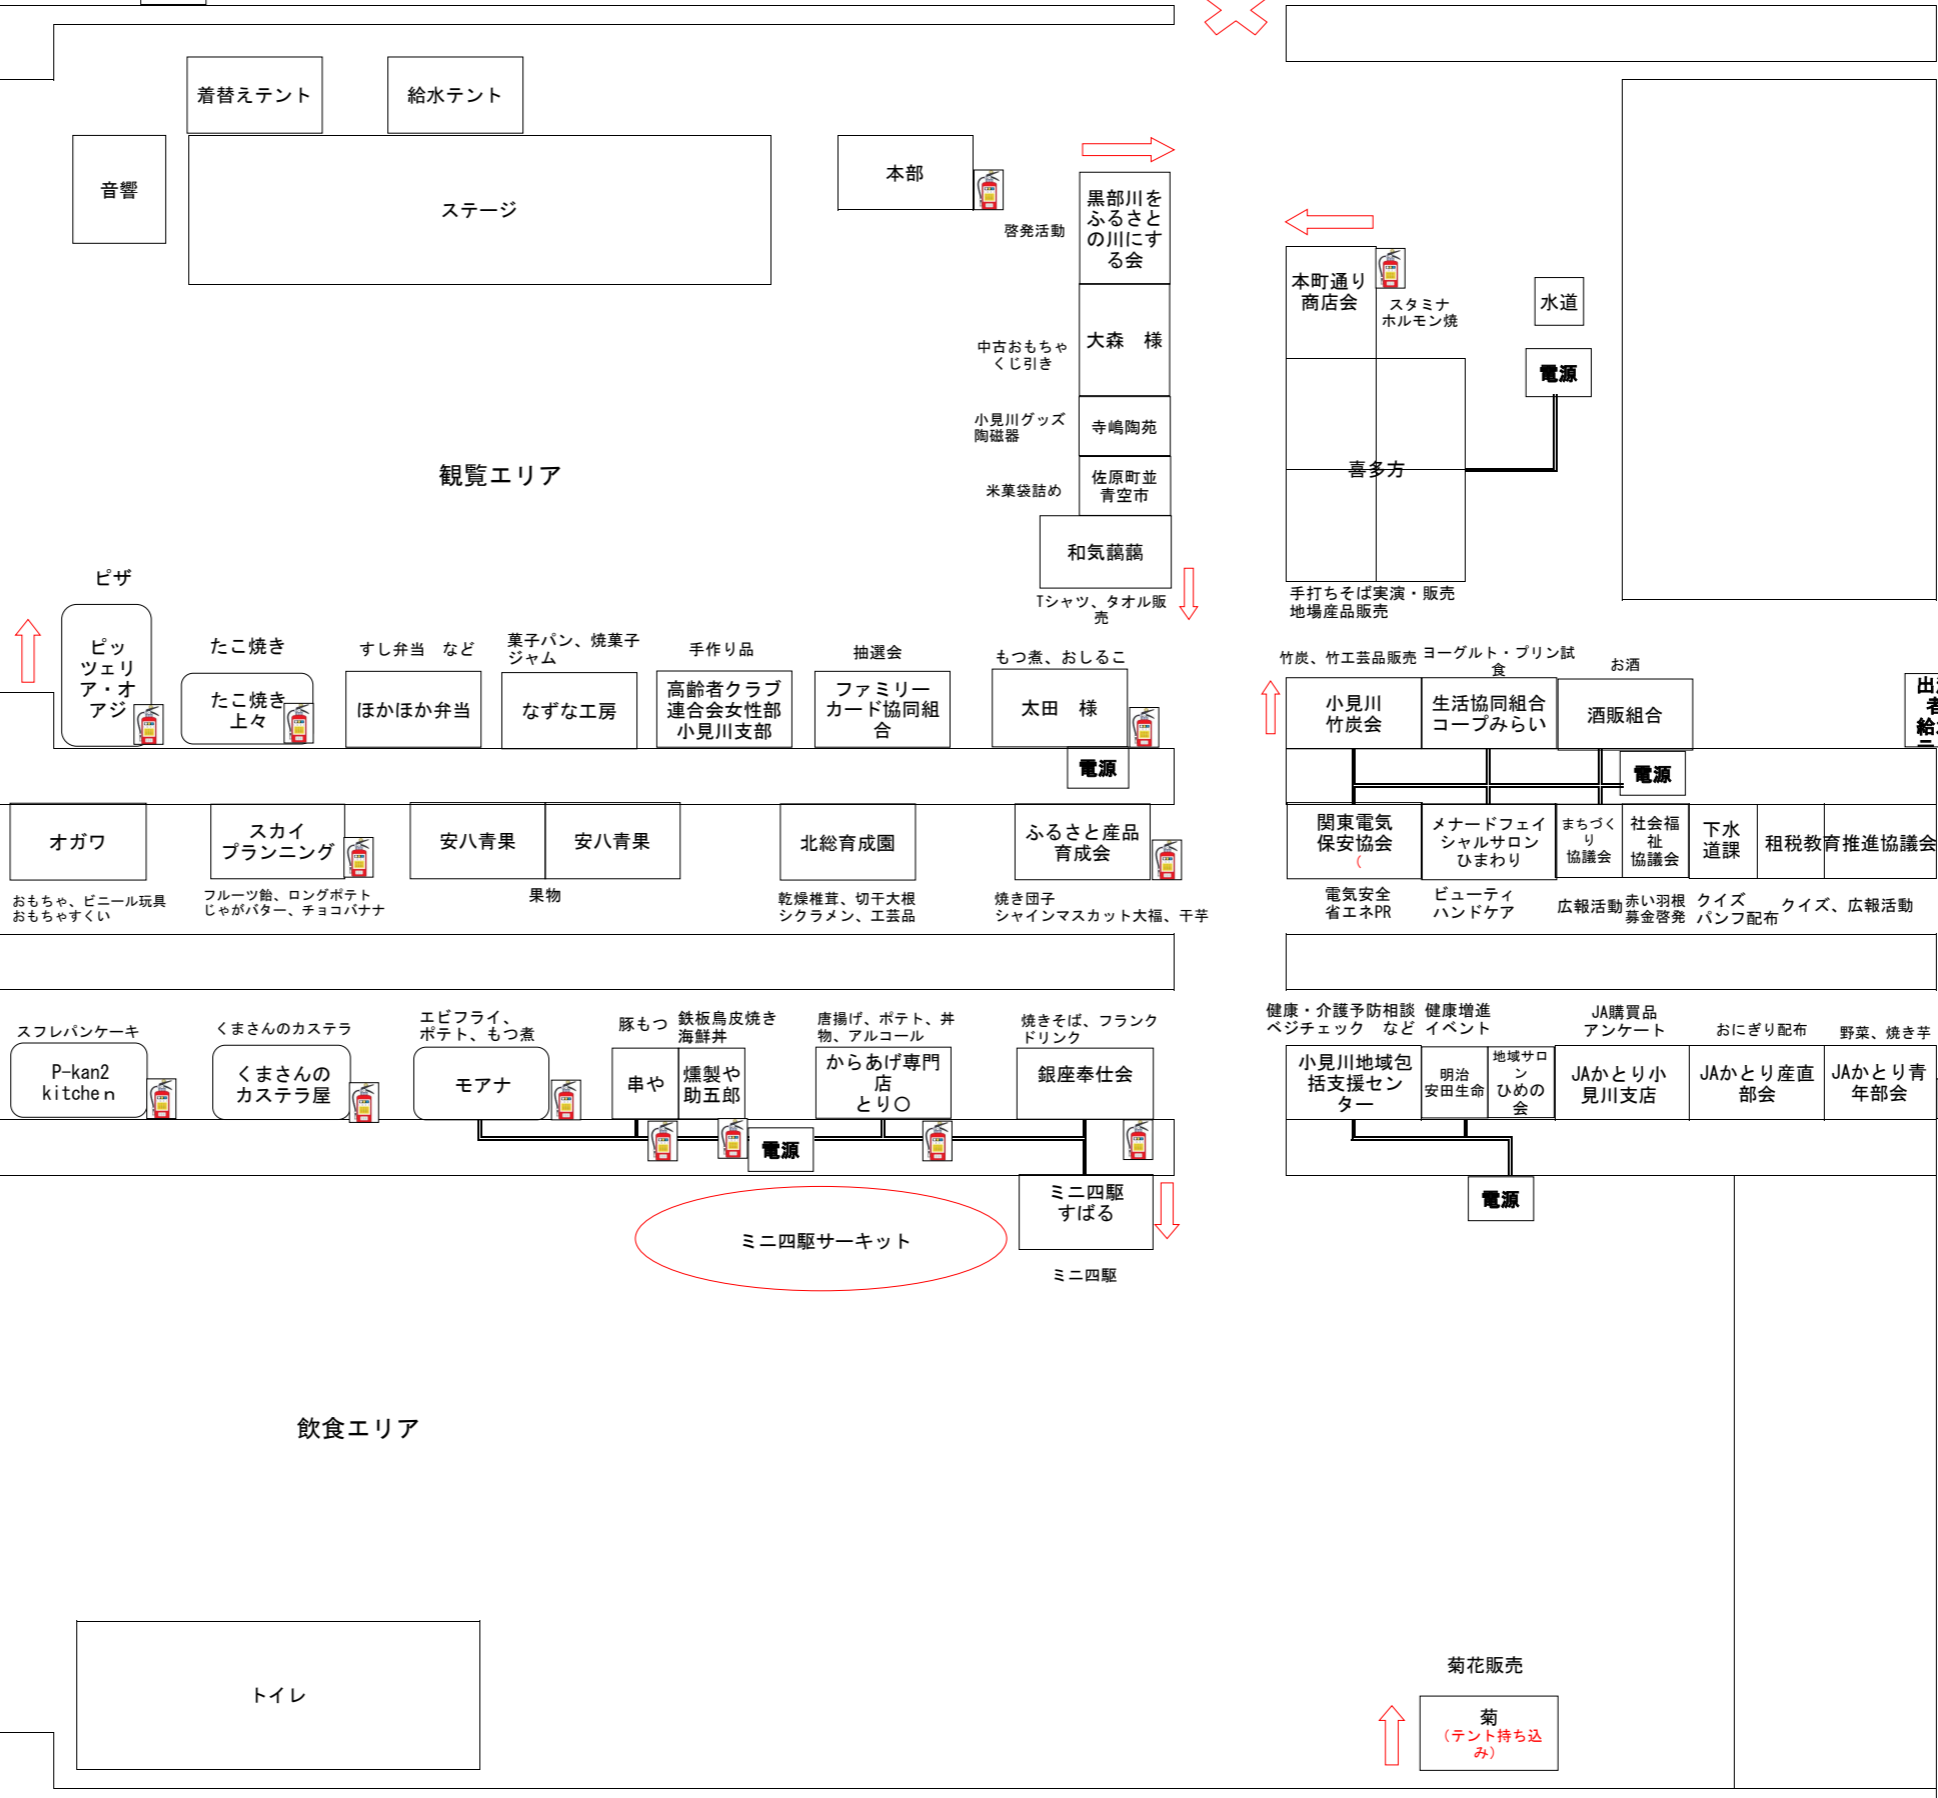 着替えテント
給水テント
音響
ステージ
本部
啓発活動
黒部川を
ふるさと
の川にす
る会
本町通り
商店会
スタミナ
ホルモン焼
水道
電源
中古おもちゃ
くじ引き
大森　様
小見川グッズ
陶磁器
寺嶋陶苑
観覧エリア
米菓袋詰め
佐原町並
青空市
喜多方
和気藹藹
Tシャツ、タオル販
売
手打ちそば実演・販売
地場産品販売
ピザ
ピッ
ツェリ
ア・オ
アジ
たこ焼き
たこ焼き
上々
すし弁当　など
ほかほか弁当
菓子パン、焼菓子
ジャム
なずな工房
手作り品
高齢者クラブ
連合会女性部
小見川支部
抽選会
ファミリー
カード協同組
合
もつ煮、おしるこ
太田　様
電源
竹炭、竹工芸品販売
小見川
竹炭会
ヨーグルト・プリン試
食
生活協同組合
コープみらい
お酒
酒販組合
電源
者
オガワ
おもちゃ、ビニール玩具
おもちゃすくい
スカイ
プランニング
フルーツ飴、ロングポテト
じゃがバター、チョコバナナ
安八青果
安八青果
果物
北総育成園
乾燥椎茸、切干大根
シクラメン、工芸品
ふるさと産品
育成会
焼き団子
シャインマスカット大福、干芋
関東電気
保安協会
(
電気安全
省エネPR
メナードフェイ
シャルサロン
ひまわり
ビューティ
ハンドケア
まちづく
り
協議会
広報活動
社会福
祉
協議会
赤い羽根
募金啓発
下水
道課
クイズ
パンフ配布
租税教育推進協議会
クイズ、広報活動
スフレパンケーキ
P-kan2
kitchen
くまさんのカステラ
くまさんの
カステラ屋
エビフライ、
ポテト、もつ煮
モアナ
豚もつ
串や
鉄板鳥皮焼き
海鮮丼
燻製や
助五郎
唐揚げ、ポテト、丼
物、アルコール
からあげ専門
店
とり〇
焼きそば、フランク
ドリンク
銀座奉仕会
電源
健康・介護予防相談
ベジチェック　など
小見川地域包
括支援セン
ター
健康増進
イベント
明治
安田生命
地域サロ
ン
ひめの
会
JA購買品
アンケート
JAかとり小
見川支店
おにぎり配布
JAかとり産直
部会
野菜、焼き芋
JAかとり青
年部会
電源
ミニ四駆
すばる
ミニ四駆
ミニ四駆サーキット
飲食エリア
トイレ
菊花販売
菊
（テント持ち込
み）